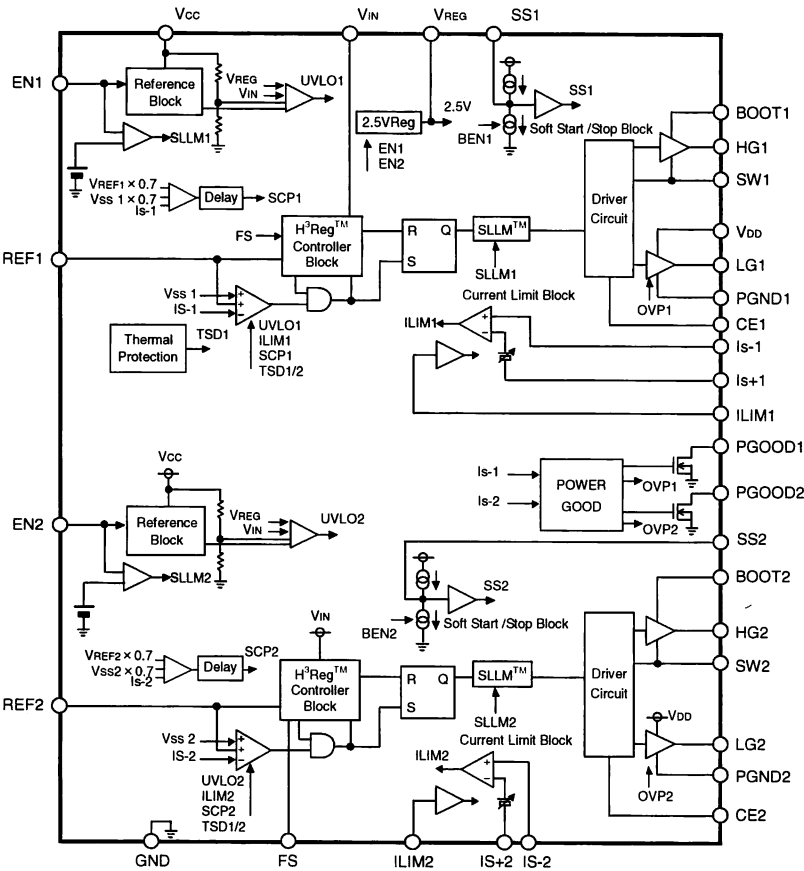 VCC
VIN
VREG
SS1
EN1
Reference
Block
VREG
VIN
UVLO1
SLLM1
2.5VReg
2.5V
EN1
EN2
SS1
BEN1
Soft Start /Stop Block
BOOT1
HG1
SW1
Driver
Circuit
VREF1 × 0.7
VSS 1 × 0.7
IS-1
Delay
SCP1
FS
H³Reg™
Controller
Block
R
Q
S
SLLM™
SLLM1
VDD
LG1
OVP1
PGND1
REF1
VSS 1
IS-1
UVLO1
ILIM1
SCP1
TSD1/2
Thermal
Protection
TSD1
Current Limit Block
ILIM1
CE1
IS-1
IS+1
ILIM1
PGOOD1
IS-1
IS-2
POWER
GOOD
OVP1
OVP2
PGOOD2
VCC
EN2
Reference
Block
VREG
VIN
UVLO2
SLLM2
SS2
SS2
BEN2
Soft Start /Stop Block
BOOT2
HG2
SW2
Driver
Circuit
VREF2 × 0.7
VSS2 × 0.7
IS-2
Delay
SCP2
VIN
H³Reg™
Controller
Block
R
Q
S
SLLM™
SLLM2
VDD
LG2
OVP2
PGND2
REF2
VSS 2
IS-2
UVLO2
ILIM2
SCP2
TSD1/2
Current Limit Block
ILIM2
CE2
GND
FS
ILIM2
IS+2
IS-2